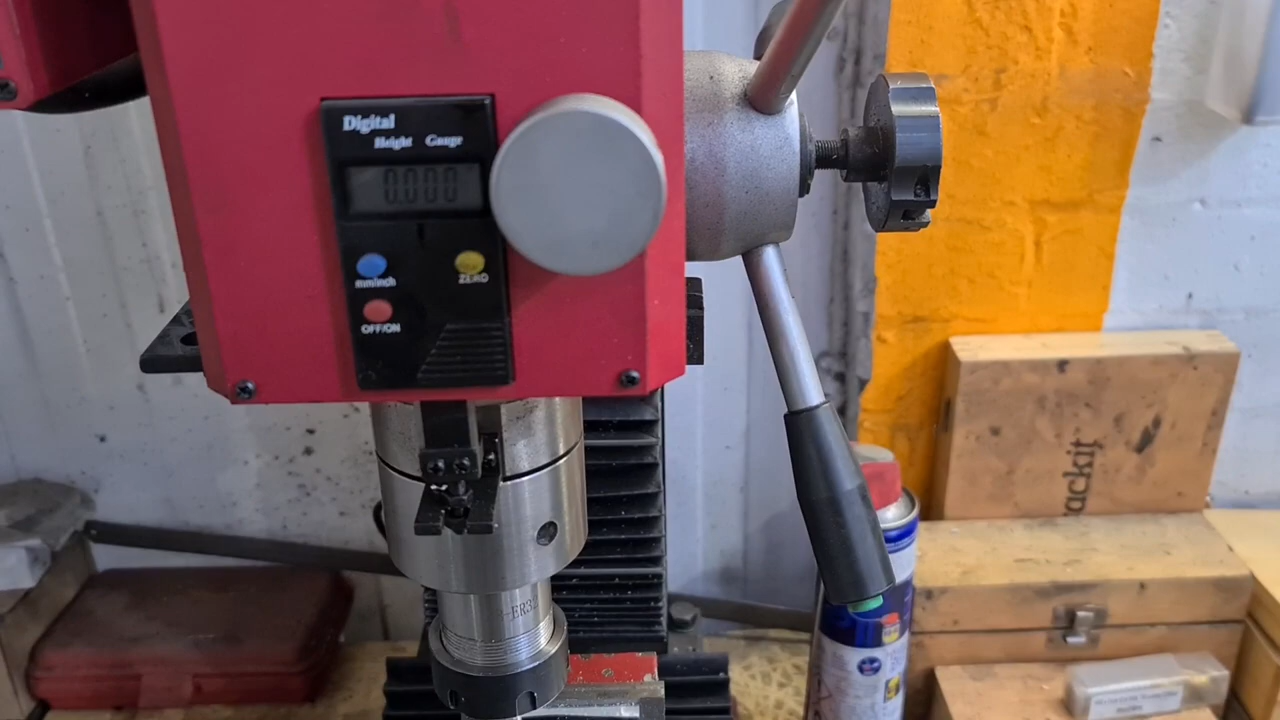 Digital
Height Gauge
0.000
mm/inch
ZERO
OFF/ON
-ER32
ackit